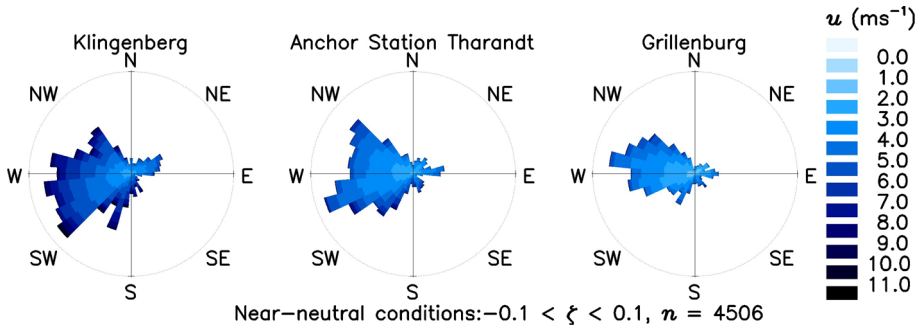 Klingenberg
N
NW
NE
W
E
SW
SE
S
Anchor Station Tharandt
N
NW
NE
W
E
SW
SE
S
Grillenburg
N
NW
NE
W
E
SW
SE
S
u (ms⁻¹)
0.0
1.0
2.0
3.0
4.0
5.0
6.0
7.0
8.0
9.0
10.0
11.0
Near-neutral conditions:-0.1 < ζ < 0.1, n = 4506